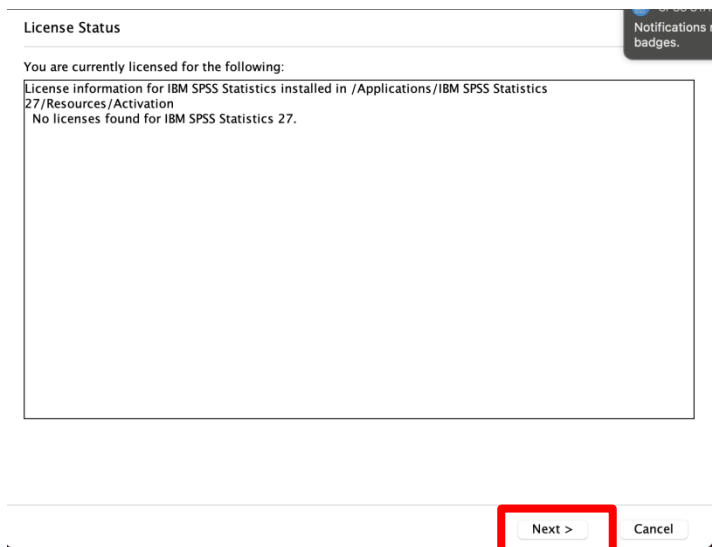 License Status
Notifications
badges.
You are currently licensed for the following:
License information for IBM SPSS Statistics installed in /Applications/IBM SPSS Statistics
27/Resources/Activation
No licenses found for IBM SPSS Statistics 27.
Next >
Cancel